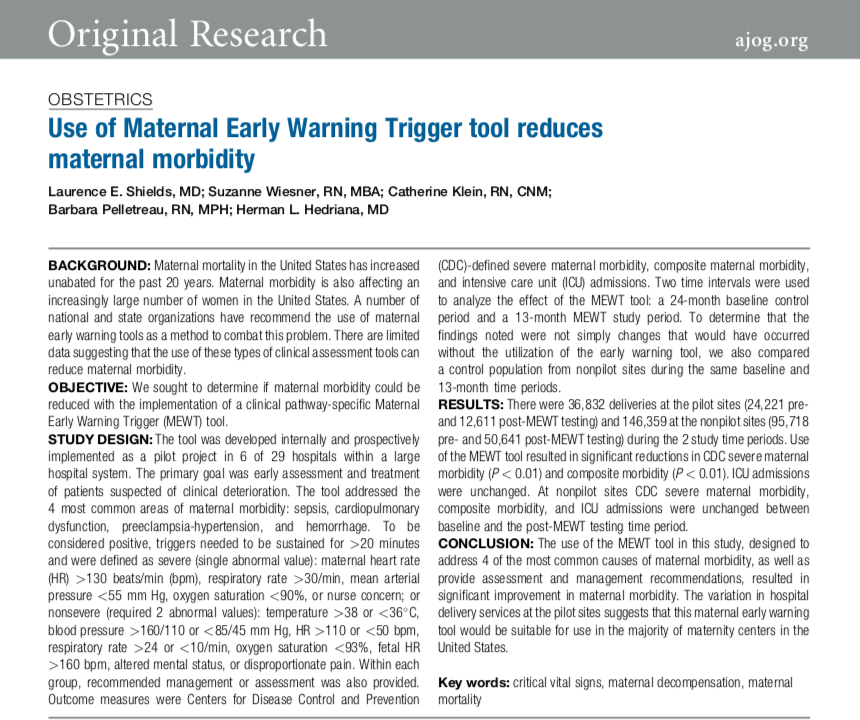 Original Research
ajog.org
OBSTETRICS
Use of Maternal Early Warning Trigger tool reduces
maternal morbidity
Laurence E. Shields, MD; Suzanne Wiesner, RN, MBA; Catherine Klein, RN, CNM;
Barbara Pelletreau, RN, MPH; Herman L. Hedriana, MD
BACKGROUND: Maternal mortality in the United States has increased
unabated for the past 20 years. Maternal morbidity is also affecting an
increasingly large number of women in the United States. A number of
national and state organizations have recommend the use of maternal
early warning tools as a method to combat this problem. There are limited
data suggesting that the use of these types of clinical assessment tools can
reduce maternal morbidity.
OBJECTIVE: We sought to determine if maternal morbidity could be
reduced with the implementation of a clinical pathway-specific Maternal
Early Warning Trigger (MEWT) tool.
STUDY DESIGN: The tool was developed internally and prospectively
implemented as a pilot project in 6 of 29 hospitals within a large
hospital system. The primary goal was early assessment and treatment
of patients suspected of clinical deterioration. The tool addressed the
4 most common areas of maternal morbidity: sepsis, cardiopulmonary
dysfunction, preeclampsia-hypertension, and hemorrhage. To be
considered positive, triggers needed to be sustained for >20 minutes
and were defined as severe (single abnormal value): maternal heart rate
(HR) >130 beats/min (bpm), respiratory rate >30/min, mean arterial
pressure <55 mm Hg, oxygen saturation <90%, or nurse concern; or
nonsevere (required 2 abnormal values): temperature >38 or <36°C,
blood pressure >160/110 or <85/45 mm Hg, HR >110 or <50 bpm,
respiratory rate >24 or <10/min, oxygen saturation <93%, fetal HR
>160 bpm, altered mental status, or disproportionate pain. Within each
group, recommended management or assessment was also provided.
Outcome measures were Centers for Disease Control and Prevention
(CDC)-defined severe maternal morbidity, composite maternal morbidity,
and intensive care unit (ICU) admissions. Two time intervals were used
to analyze the effect of the MEWT tool: a 24-month baseline control
period and a 13-month MEWT study period. To determine that the
findings noted were not simply changes that would have occurred
without the utilization of the early warning tool, we also compared
a control population from nonpilot sites during the same baseline and
13-month time periods.
RESULTS: There were 36,832 deliveries at the pilot sites (24,221 pre-
and 12,611 post-MEWT testing) and 146,359 at the nonpilot sites (95,718
pre- and 50,641 post-MEWT testing) during the 2 study time periods. Use
of the MEWT tool resulted in significant reductions in CDC severe maternal
morbidity (P < 0.01) and composite morbidity (P < 0.01). ICU admissions
were unchanged. At nonpilot sites CDC severe maternal morbidity,
composite morbidity, and ICU admissions were unchanged between
baseline and the post-MEWT testing time period.
CONCLUSION: The use of the MEWT tool in this study, designed to
address 4 of the most common causes of maternal morbidity, as well as
provide assessment and management recommendations, resulted in
significant improvement in maternal morbidity. The variation in hospital
delivery services at the pilot sites suggests that this maternal early warning
tool would be suitable for use in the majority of maternity centers in the
United States.
Key words: critical vital signs, maternal decompensation, maternal
mortality